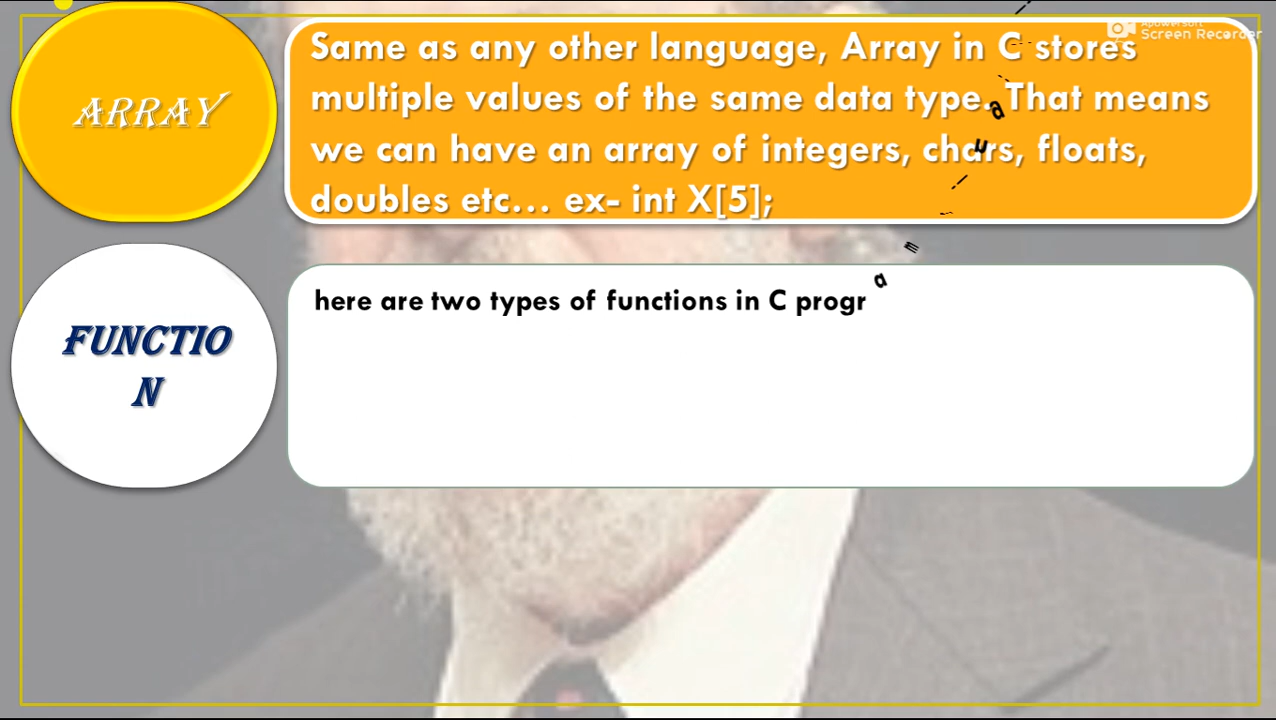 ARRAY
Same as any other language, Array in C stores
multiple values of the same data type. That means
we can have an array of integers, chars, floats,
doubles etc... ex- int X[5];
Apowersoft
Screen Recorder
FUNCTIO
N
here are two types of functions in C progr a m